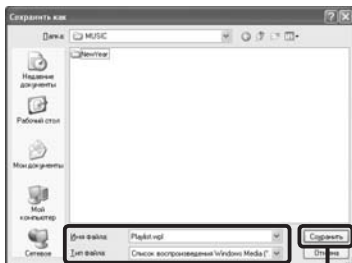 Сохранить как
Папка:
MUSIC
NewYear
Недавние документы
Рабочий стол
Мои документы
Мой компьютер
Сетевое
Имя файла:
Playlist.wpl
Сохранить
Тип файла:
Список воспроизведения Windows Media (*
Отмена